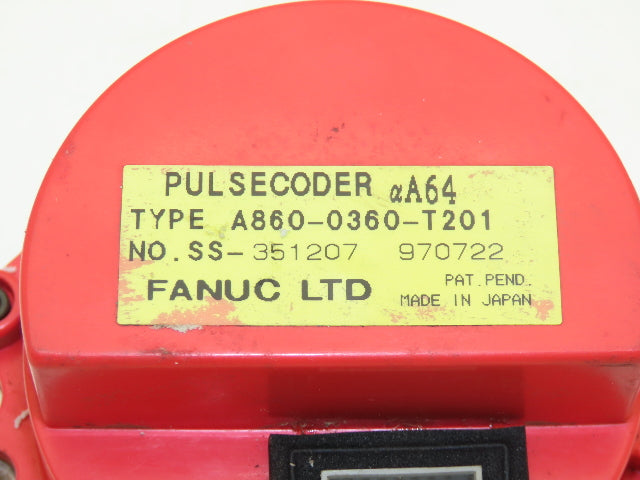 PULSECODER αA64
TYPE A860-0360-T201
NO.SS-351207 970722
FANUC LTD
PAT.PEND.
MADE IN JAPAN